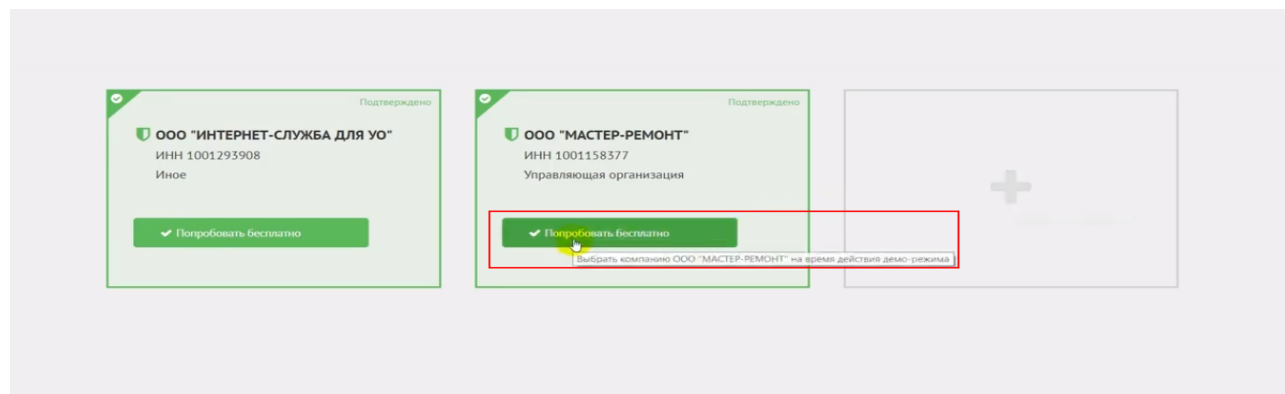 Подтверждено
ООО "ИНТЕРНЕТ-СЛУЖБА ДЛЯ УО"
ИНН 1001293908
Иное
Попробовать бесплатно
Подтверждено
ООО "МАСТЕР-РЕМОНТ"
ИНН 1001158377
Управляющая организация
Попробовать бесплатно
Выбрать компанию ООО "МАСТЕР-РЕМОНТ" на время действия демо-режима